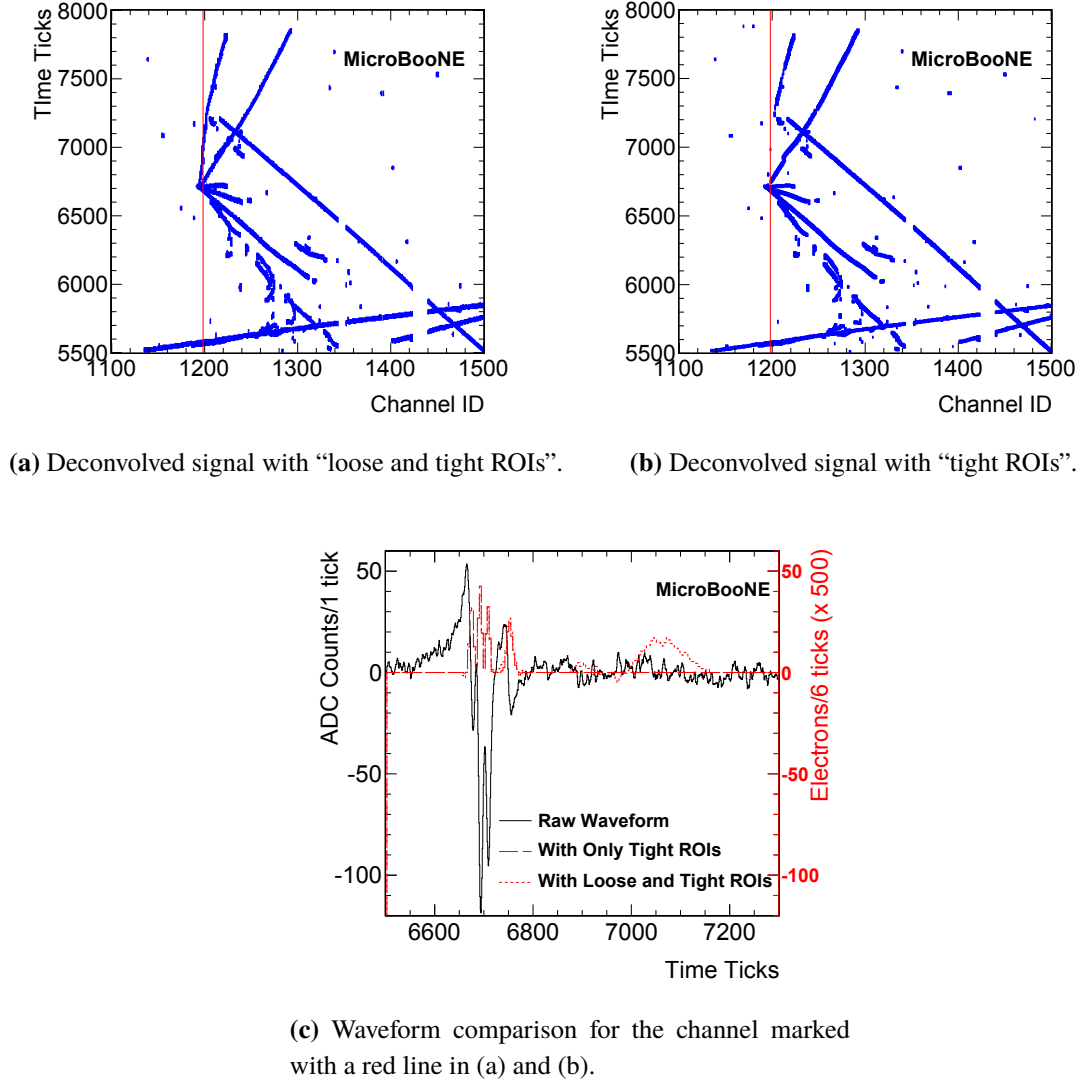 8000
7500
7000
6500
6000
5500
TIme Ticks
MicroBooNE
1100 1200 1300 1400 1500
Channel ID
8000
7500
7000
6500
6000
5500
TIme Ticks
MicroBooNE
1100 1200 1300 1400 1500
Channel ID
(a) Deconvolved signal with “loose and tight ROIs”.
(b) Deconvolved signal with “tight ROIs”.
50
0
-50
-100
ADC Counts/1 tick
MicroBooNE
50
0
-50
-100
Electrons/6 ticks (x 500)
Raw Waveform
With Only Tight ROIs
With Loose and Tight ROIs
6600 6800 7000 7200
Time Ticks
(c) Waveform comparison for the channel marked
with a red line in (a) and (b).